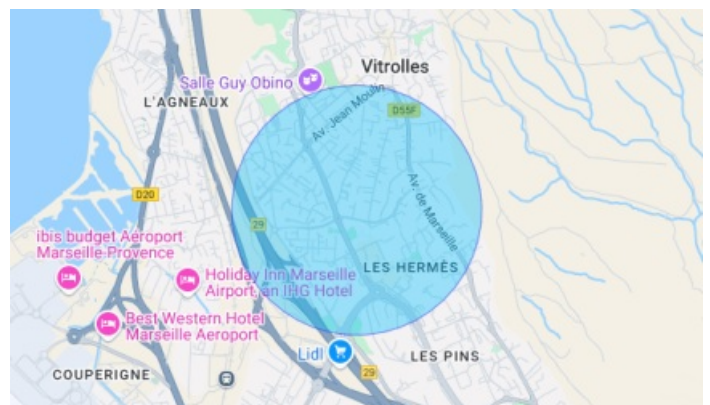 Vitrolles
Salle Guy Obino
L'AGNEAUX
Av. Jean Moulin
D55F
D20
Av. de Marseille
29
ibis budget Aéroport
Marseille Provence
LES HERMÈS
Holiday Inn Marseille
Airport, an IHG Hotel
Best Western Hotel
Marseille Aeroport
Lidl
LES PINS
29
COUPERIGNE